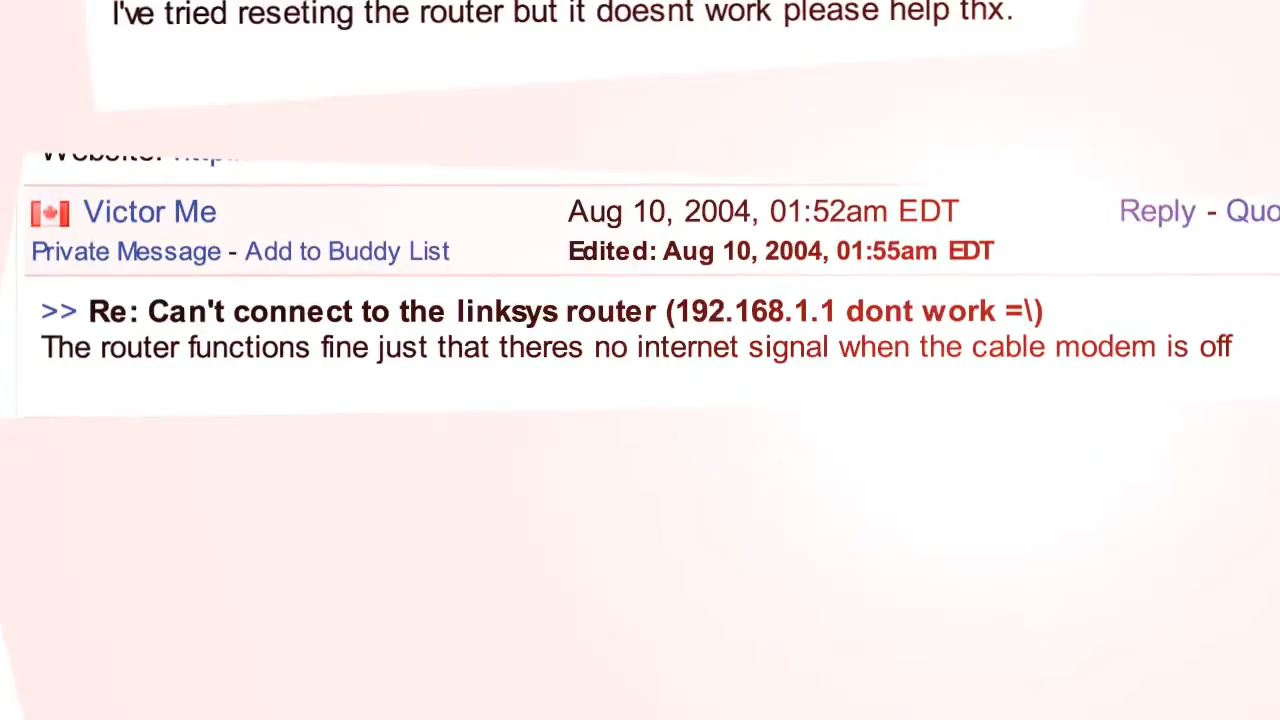 I've tried reseting the router but it doesnt work please help thx.
Website:
Victor Me Aug 10, 2004, 01:52am EDT Reply - Quo
Private Message - Add to Buddy List Edited: Aug 10, 2004, 01:55am EDT
>> Re: Can't connect to the linksys router (192.168.1.1 dont work =\)
The router functions fine just that theres no internet signal when the cable modem is off